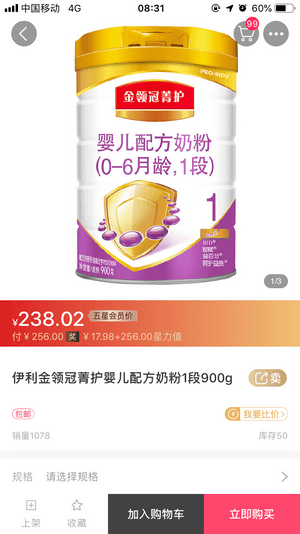 中国移动 4G 08:31 60%
99
PRO-KIDO
金领冠菁护
婴儿配方奶粉
(0-6月龄,1段)
1
900克
1/3
¥238.02 五星会员价
付￥256.00 奖 ￥17.98+256.00星力值
伊利金领冠菁护婴儿配方奶粉1段900g
卖
包邮
我要比价>
销量1078
库存50
规格 请选择规格
上架
收藏
加入购物车
立即购买